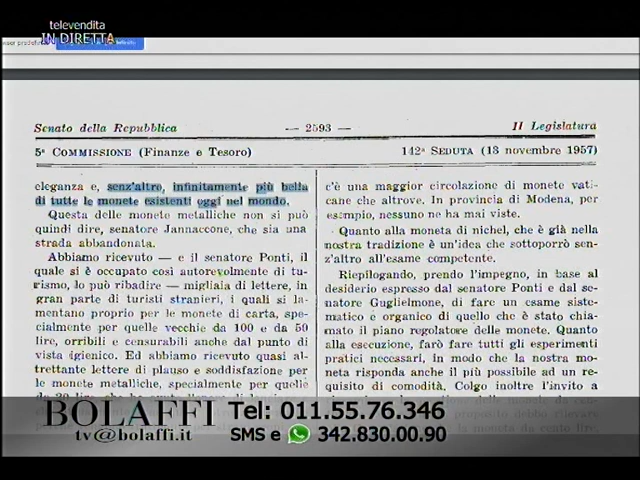 televendita
IN DIRETTA
Senato della Repubblica
— 2593 —
II Legislatura
5ª COMMISSIONE (Finanze e Tesoro)
142ª SEDUTA (13 novembre 1957)
eleganza e, senz'altro, infinitamente più bella
di tutte le monete esistenti oggi nel mondo.
Questa delle monete metalliche non si può
quindi dire, senatore Jannaccone, che sia una
strada abbandonata.
Abbiamo ricevuto — e il senatore Ponti, il
quale si è occupato così autorevolmente di tu-
rismo, lo può ribadire — migliaia di lettere, in
gran parte di turisti stranieri, i quali si la-
mentano proprio per le monete di carta, spe-
cialmente per quelle vecchie da 100 e da 50
lire, orribili e censurabili anche dal punto di
vista igienico. Ed abbiamo ricevuto quasi al-
trettante lettere di plauso e soddisfazione per
le monete metalliche, specialmente per quelle
c'è una maggior circolazione di monete vati-
cane che altrove. In provincia di Modena, per
esempio, nessuno ne ha mai viste.
Quanto alla moneta di nichel, che è già nella
nostra tradizione è un'idea che sottoporrò sen-
z'altro all'esame competente.
Riepilogando, prendo l'impegno, in base al
desiderio espresso dal senatore Ponti e dal se-
natore Guglielmone, di fare un esame siste-
matico e organico di quello che è stato chia-
mato il piano regolatore delle monete. Quanto
alla esecuzione, farò fare tutti gli esperimenti
pratici necessari, in modo che la nostra mo-
neta risponda anche il più possibile ad un re-
quisito di comodità. Colgo inoltre l'invito a
BOLAFFI
tv@bolaffi.it
Tel: 011.55.76.346
SMS e 342.830.00.90